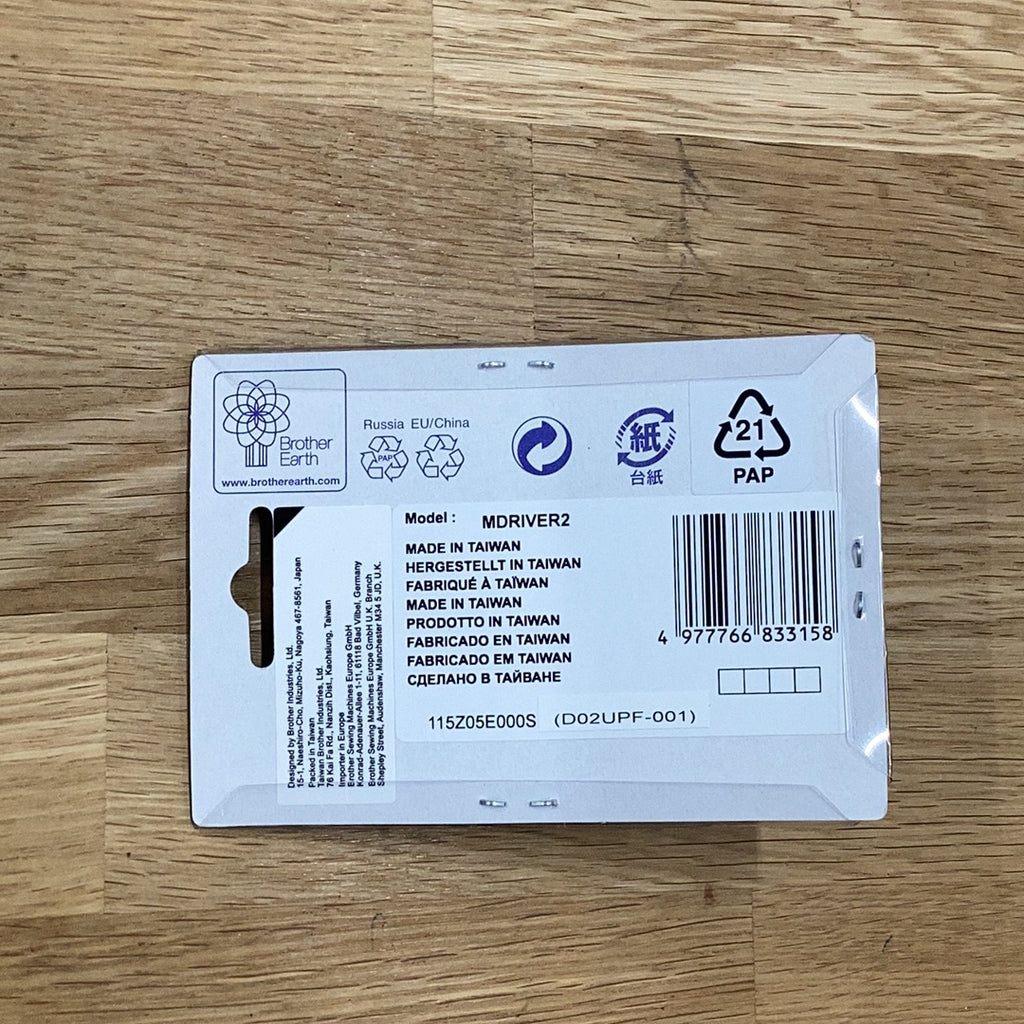 Brother
Earth
www.brotherearth.com
Russia EU/China
PAP
紙
台紙
21
PAP
Model : MDRIVER2
MADE IN TAIWAN
HERGESTELLT IN TAIWAN
FABRIQUÉ À TAÏWAN
MADE IN TAIWAN
PRODOTTO IN TAIWAN
FABRICADO EN TAIWAN
FABRICADO EM TAIWAN
СДЕЛАНО В ТАЙВАНЕ
4 977766 833158
115Z05E000S (D02UPF-001)
Designed by Brother Industries, Ltd.
15-1, Naeshiro-Cho, Mizuho-Ku, Nagoya 467-8561, Japan
Packed in Taiwan
Taiwan Brother Industries, Ltd.
76 Kai Fa Rd., Nanzih Dist., Kaohsiung, Taiwan
Importer in Europe
Brother Sewing Machines Europe GmbH
Konrad-Adenauer-Allee 1-11, 61118 Bad Vilbel, Germany
Brother Sewing Machines Europe GmbH U.K. Branch
Shepley Street, Audenshaw, Manchester M34 5 JD, U.K.